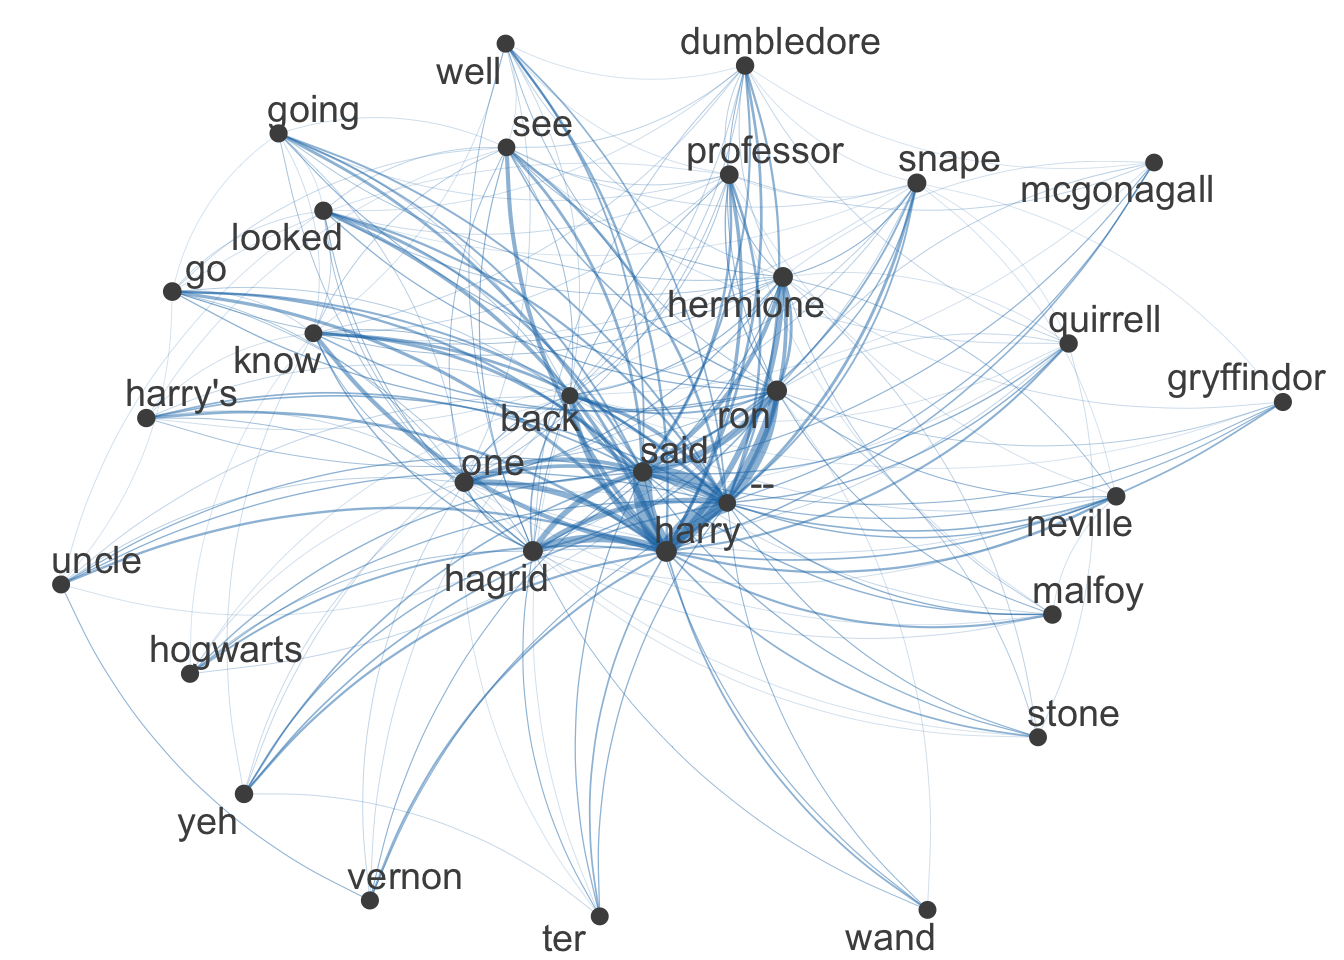 dumbledore
well
going
see
professor
snape
mcgonagall
looked
go
hermione
quirrell
know
gryffindor
harry's
back
ron
said
one
--
neville
harry
uncle
hagrid
malfoy
hogwarts
stone
yeh
vernon
ter
wand